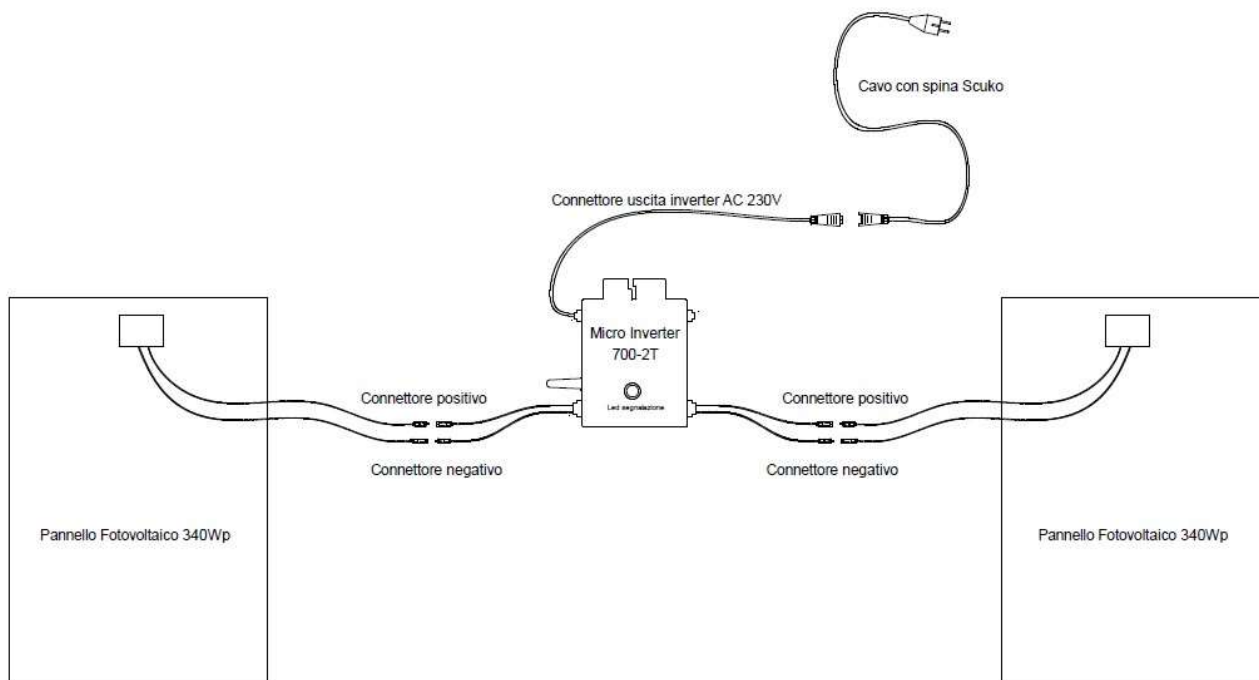 Cavo con spina Scuko
Connettore uscita inverter AC 230V
Micro Inverter
700-2T
Led segnalazione
Connettore positivo
Connettore positivo
Connettore negativo
Connettore negativo
Pannello Fotovoltaico 340Wp
Pannello Fotovoltaico 340Wp